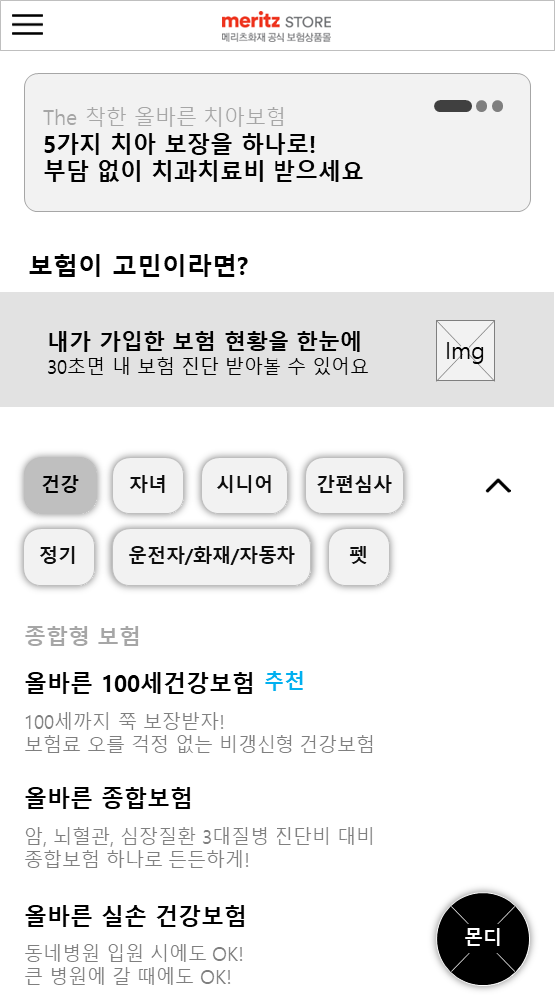 meritz STORE
메리츠화재 공식 보험상품몰
The 착한 올바른 치아보험
5가지 치아 보장을 하나로!
부담 없이 치과치료비 받으세요
보험이 고민이라면?
내가 가입한 보험 현황을 한눈에
30초면 내 보험 진단 받아볼 수 있어요
Img
건강 자녀 시니어 간편심사
정기 운전자/화재/자동차 펫
종합형 보험
올바른 100세건강보험 추천
100세까지 쭉 보장받자!
보험료 오를 걱정 없는 비갱신형 건강보험
올바른 종합보험
암, 뇌혈관, 심장질환 3대질병 진단비 대비
종합보험 하나로 든든하게!
올바른 실손 건강보험
동네병원 입원 시에도 OK!
큰 병원에 갈 때에도 OK!
몬디